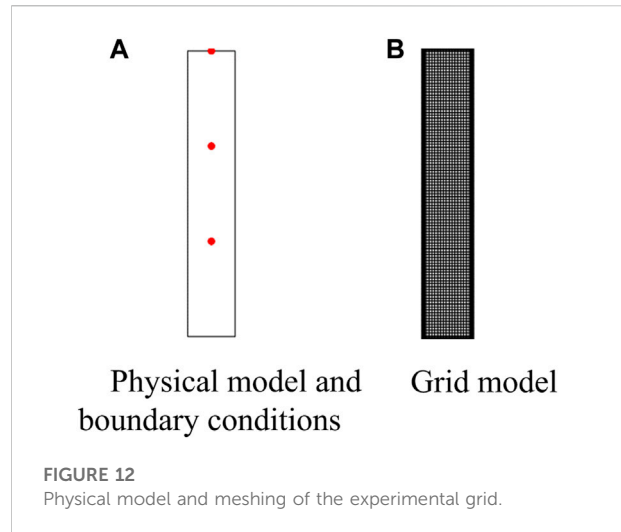 A
B
Physical model and
boundary conditions
Grid model
FIGURE 12
Physical model and meshing of the experimental grid.